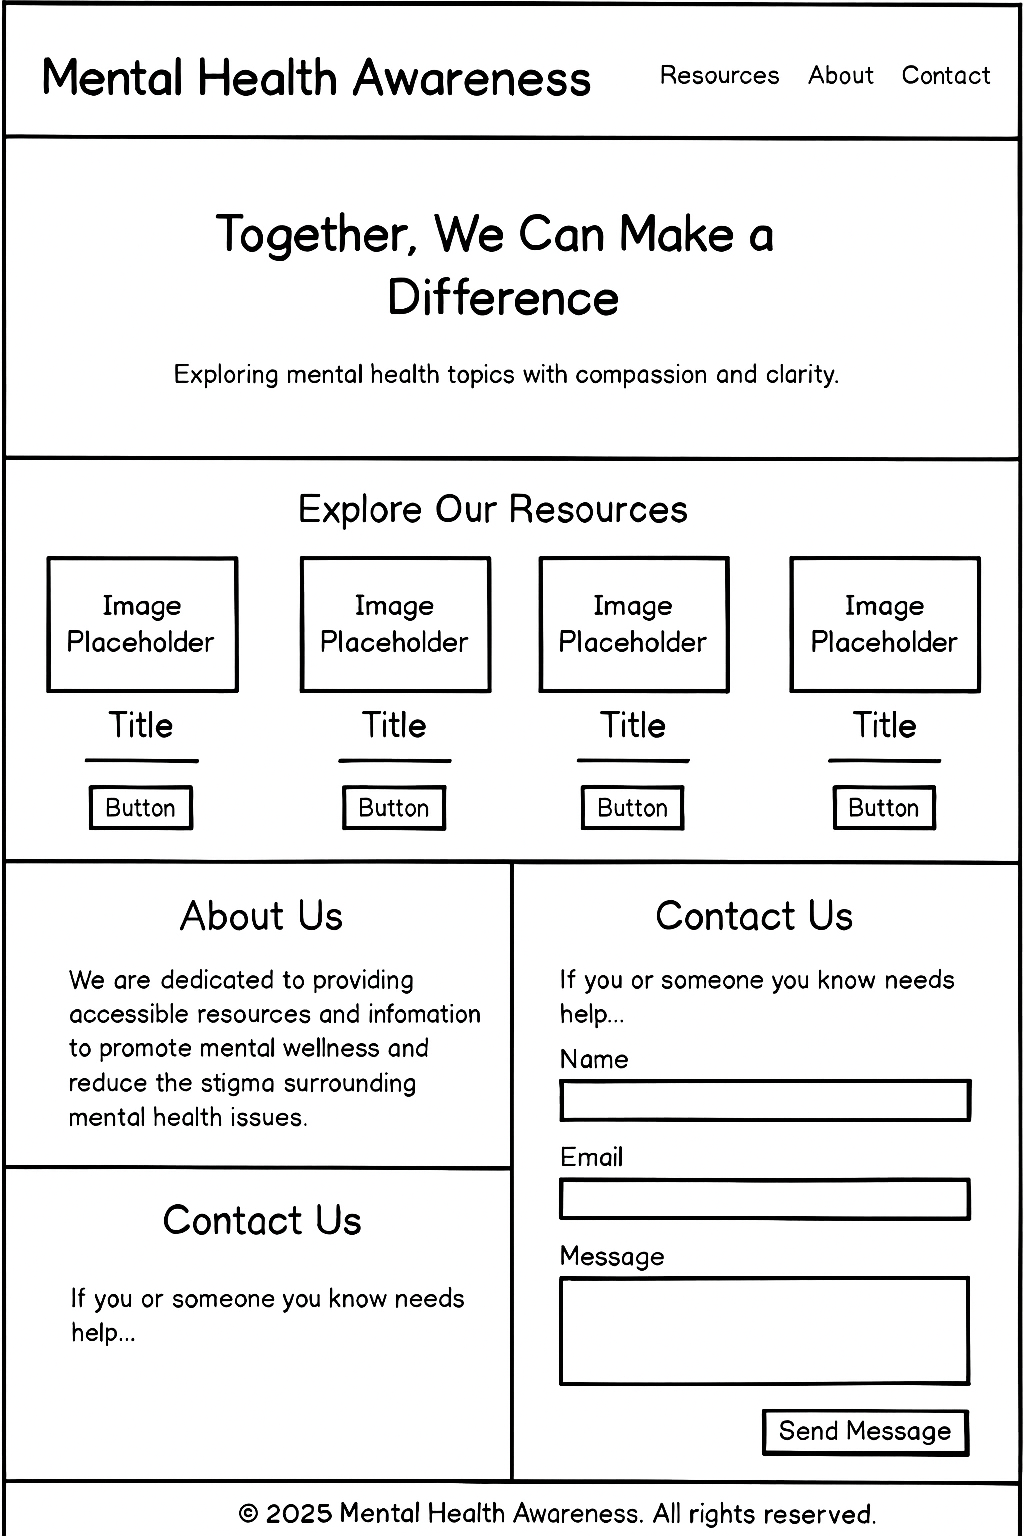 Mental Health Awareness
Resources About Contact
Together, We Can Make a
Difference
Exploring mental health topics with compassion and clarity.
Explore Our Resources
Image
Placeholder
Title
Button
Image
Placeholder
Title
Button
Image
Placeholder
Title
Button
Image
Placeholder
Title
Button
About Us
We are dedicated to providing
accessible resources and infomation
to promote mental wellness and
reduce the stigma surrounding
mental health issues.
Contact Us
If you or someone you know needs
help...
Contact Us
If you or someone you know needs
help...
Name
Email
Message
Send Message
© 2025 Mental Health Awareness. All rights reserved.